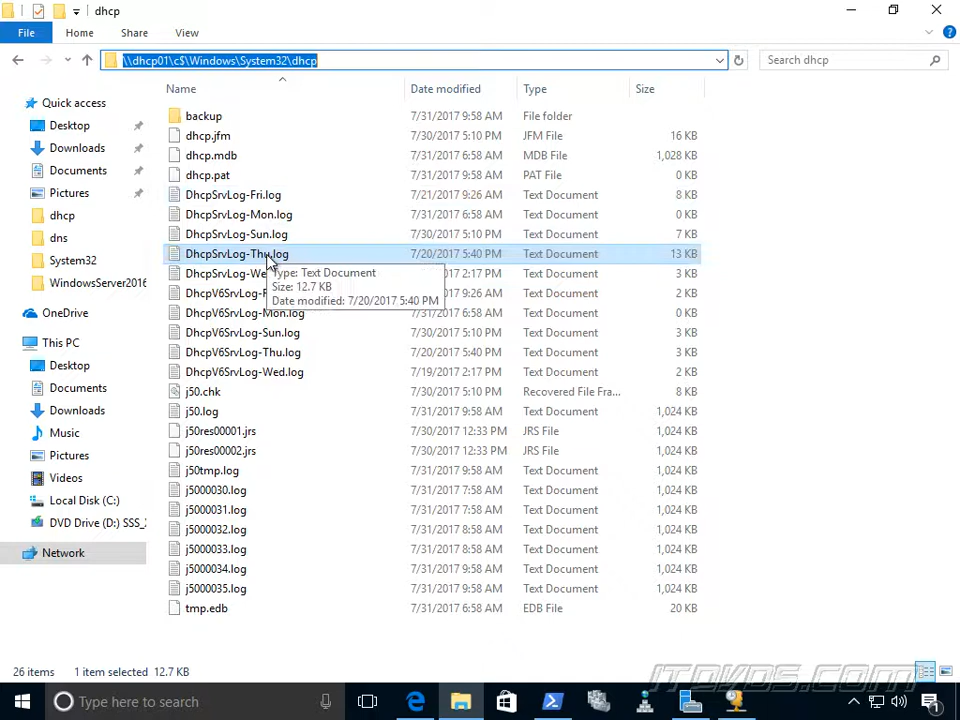 dhcp
File Home Share View
\\dhcp01\c$\Windows\System32\dhcp
Search dhcp
Name Date modified Type Size
Quick access
Desktop
Downloads
Documents
Pictures
dhcp
dns
System32
WindowsServer2016
OneDrive
This PC
Desktop
Documents
Downloads
Music
Pictures
Videos
Local Disk (C:)
DVD Drive (D:) SSS_
Network
backup 7/31/2017 9:58 AM File folder
dhcp.jfm 7/30/2017 5:10 PM JFM File 16 KB
dhcp.mdb 7/31/2017 9:58 AM MDB File 1,028 KB
dhcp.pat 7/31/2017 9:58 AM PAT File 0 KB
DhcpSrvLog-Fri.log 7/21/2017 9:26 AM Text Document 8 KB
DhcpSrvLog-Mon.log 7/31/2017 6:58 AM Text Document 0 KB
DhcpSrvLog-Sun.log 7/30/2017 5:10 PM Text Document 7 KB
DhcpSrvLog-Thu.log 7/20/2017 5:40 PM Text Document 13 KB
DhcpSrvLog-We 2:17 PM Text Document 3 KB
Type: Text Document
Size: 12.7 KB
Date modified: 7/20/2017 5:40 PM
DhcpV6SrvLog-F 9:26 AM Text Document 2 KB
DhcpV6SrvLog-Mon.log 7/31/2017 6:58 AM Text Document 0 KB
DhcpV6SrvLog-Sun.log 7/30/2017 5:10 PM Text Document 3 KB
DhcpV6SrvLog-Thu.log 7/20/2017 5:40 PM Text Document 3 KB
DhcpV6SrvLog-Wed.log 7/19/2017 2:17 PM Text Document 2 KB
j50.chk 7/30/2017 5:10 PM Recovered File Fra... 8 KB
j50.log 7/31/2017 9:58 AM Text Document 1,024 KB
j50res00001.jrs 7/30/2017 12:33 PM JRS File 1,024 KB
j50res00002.jrs 7/30/2017 12:33 PM JRS File 1,024 KB
j50tmp.log 7/31/2017 9:58 AM Text Document 1,024 KB
j5000030.log 7/31/2017 7:58 AM Text Document 1,024 KB
j5000031.log 7/31/2017 7:58 AM Text Document 1,024 KB
j5000032.log 7/31/2017 8:58 AM Text Document 1,024 KB
j5000033.log 7/31/2017 8:58 AM Text Document 1,024 KB
j5000034.log 7/31/2017 9:58 AM Text Document 1,024 KB
j5000035.log 7/31/2017 9:58 AM Text Document 1,024 KB
tmp.edb 7/31/2017 6:58 AM EDB File 20 KB
26 items 1 item selected 12.7 KB
ITDVDS.COM
Type here to search
1